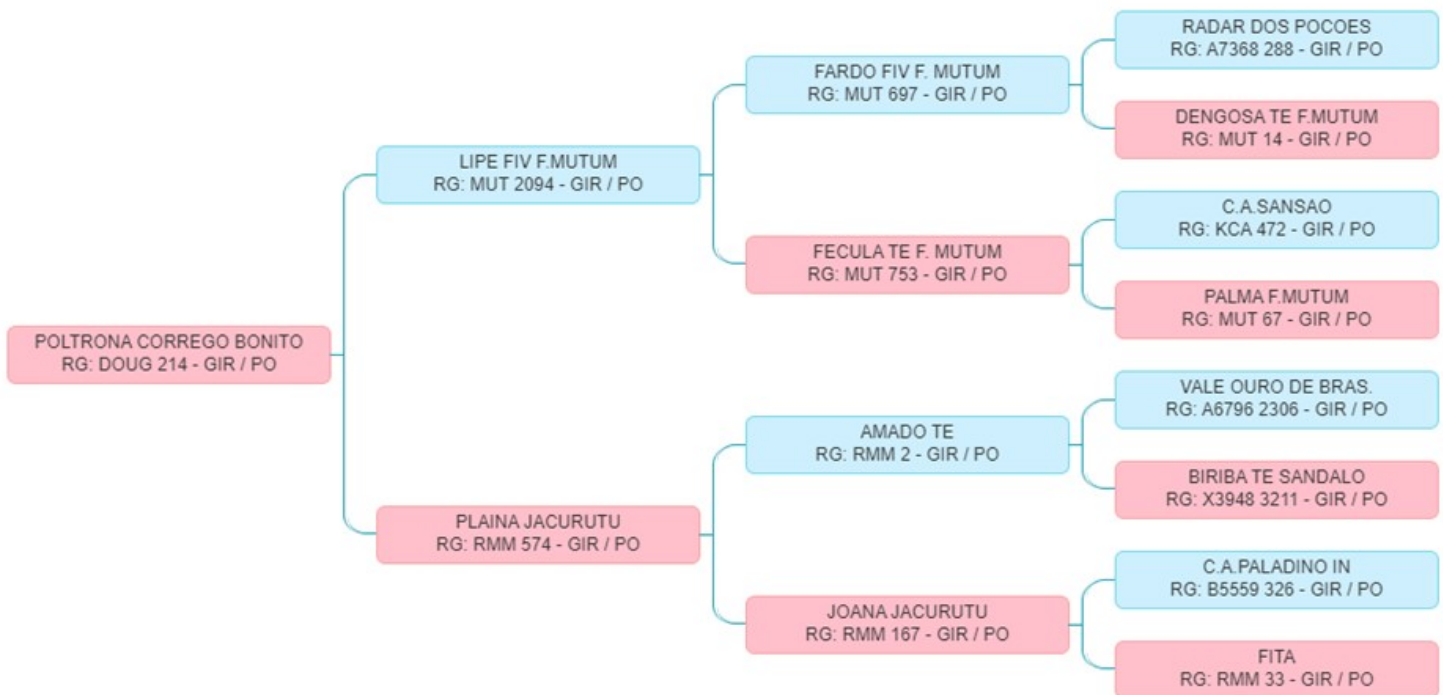 POLTRONA CORREGO BONITO
RG: DOUG 214 - GIR / PO
LIPE FIV F.MUTUM
RG: MUT 2094 - GIR / PO
PLAINA JACURUTU
RG: RMM 574 - GIR / PO
FARDO FIV F. MUTUM
RG: MUT 697 - GIR / PO
FECULA TE F. MUTUM
RG: MUT 753 - GIR / PO
AMADO TE
RG: RMM 2 - GIR / PO
JOANA JACURUTU
RG: RMM 167 - GIR / PO
RADAR DOS POCOES
RG: A7368 288 - GIR / PO
DENGOSA TE F.MUTUM
RG: MUT 14 - GIR / PO
C.A.SANSAO
RG: KCA 472 - GIR / PO
PALMA F.MUTUM
RG: MUT 67 - GIR / PO
VALE OURO DE BRAS.
RG: A6796 2306 - GIR / PO
BIRIBA TE SANDALO
RG: X3948 3211 - GIR / PO
C.A.PALADINO IN
RG: B5559 326 - GIR / PO
FITA
RG: RMM 33 - GIR / PO